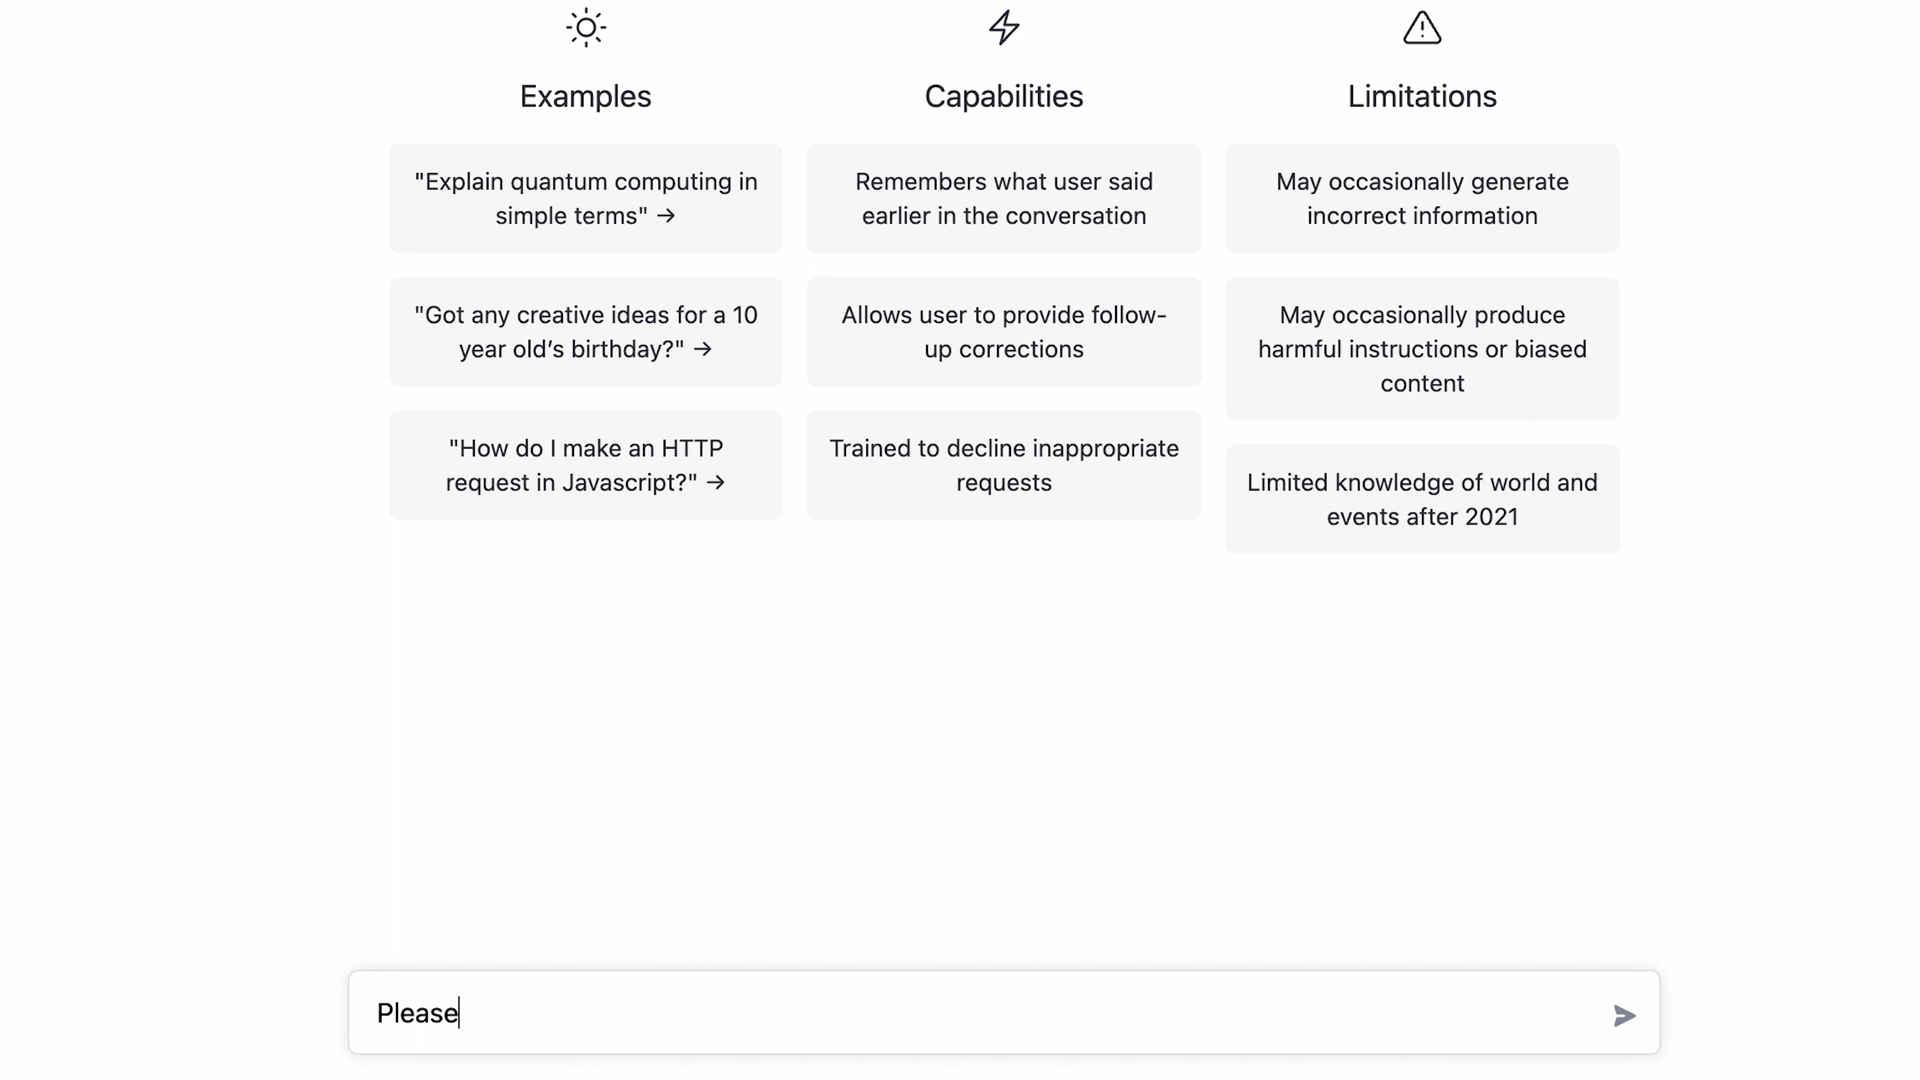 Examples
"Explain quantum computing in
simple terms" →
"Got any creative ideas for a 10
year old’s birthday?" →
"How do I make an HTTP
request in Javascript?" →
Capabilities
Remembers what user said
earlier in the conversation
Allows user to provide follow-
up corrections
Trained to decline inappropriate
requests
Limitations
May occasionally generate
incorrect information
May occasionally produce
harmful instructions or biased
content
Limited knowledge of world and
events after 2021
Please